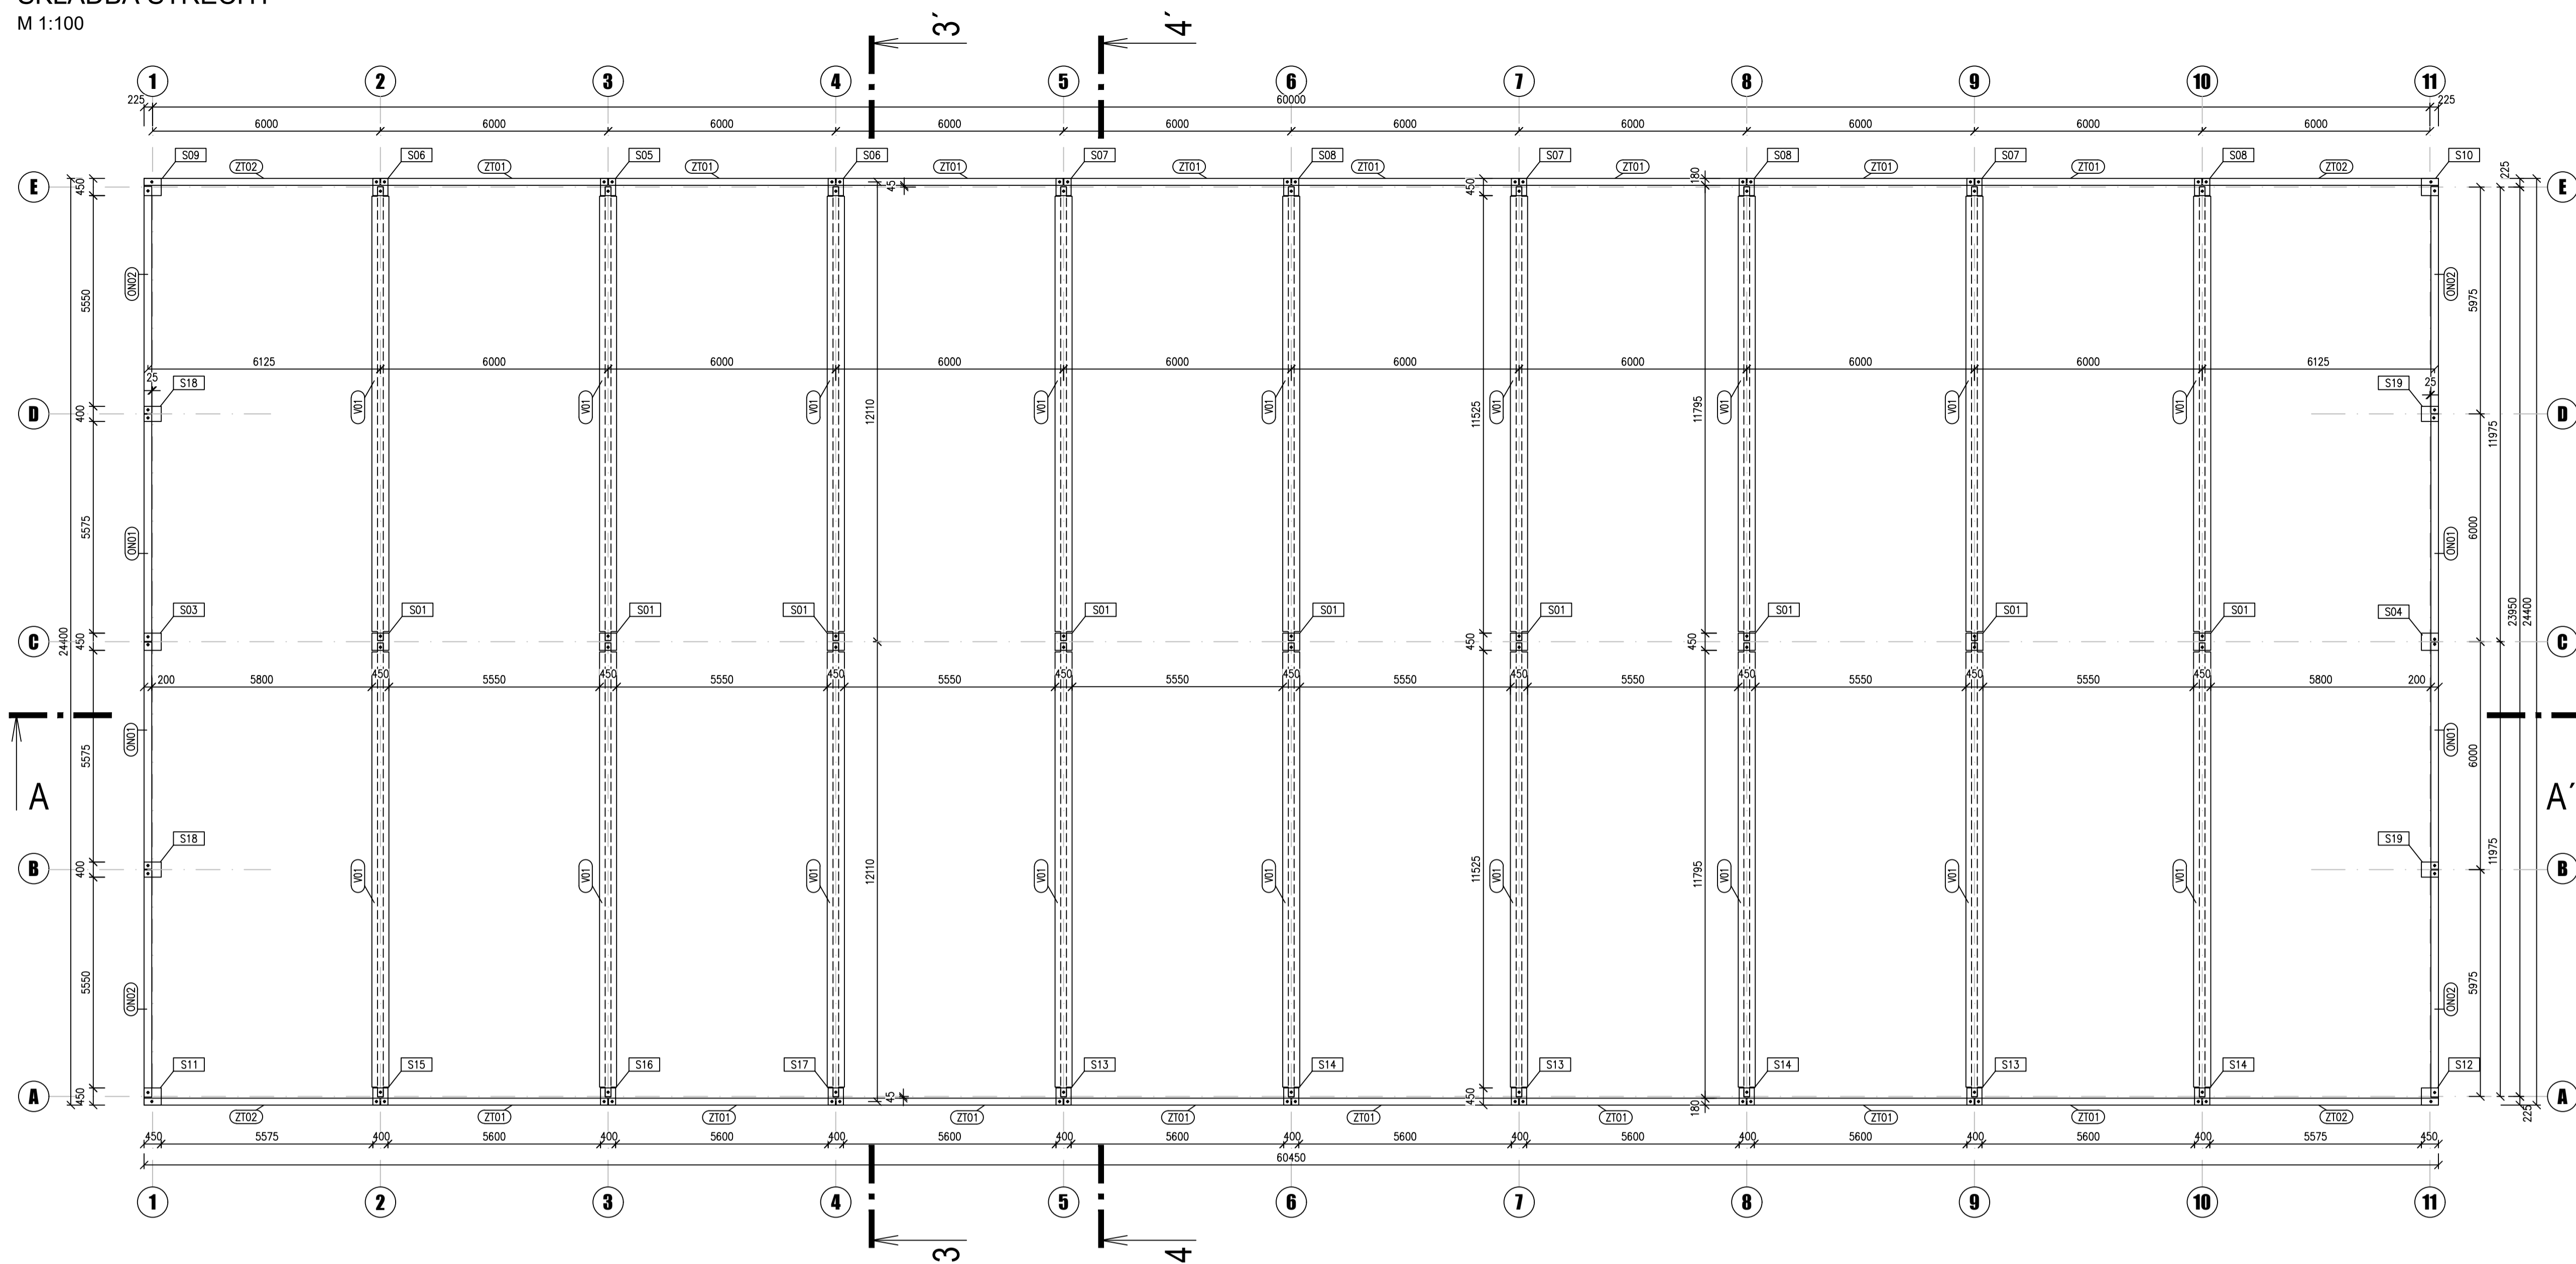 M 1:100
3´ 4´
1 2 3 4 5 6 7 8 9 10 11
225 60000 225
6000 6000 6000 6000 6000 6000 6000 6000 6000 6000
S09 S06 S05 S06 S07 S08 S07 S08 S07 S08 S10
ZT02 ZT01 ZT01 ZT01 ZT01 ZT01 ZT01 ZT01 ZT01 ZT02
E 450 45 450 180 225 E
ON02 5550 5975 ON02
6125 6000 6000 6000 6000 6000 6000 6000 6000 6125
25 S18 S19 25
D 400 V01 V01 V01 12110 V01 V01 11525 V01 11795 V01 V01 V01 11975 D
ON01 5575 6000 ON01
S03 S01 S01 S01 S01 S01 S01 S01 S01 S01 S04
C 24400 450 450 450 23950 24400 C
200 5800 450 5550 450 5550 450 5550 450 5550 450 5550 450 5550 450 5550 450 5550 450 5800 200
ON01 5575 6000 ON01
A A´
S18 S19
B 400 V01 V01 V01 12110 V01 V01 11525 V01 11795 V01 V01 V01 11975 B
ON02 5550 5975 ON02
S11 S15 S16 S17 S13 S14 S13 S14 S13 S14 S12
A 450 45 450 180 225 A
ZT02 ZT01 ZT01 ZT01 ZT01 ZT01 ZT01 ZT01 ZT01 ZT02
450 5575 400 5600 400 5600 400 5600 400 5600 400 5600 400 5600 400 5600 400 5600 400 5575 450
60450
1 2 3 4 5 6 7 8 9 10 11
3 4